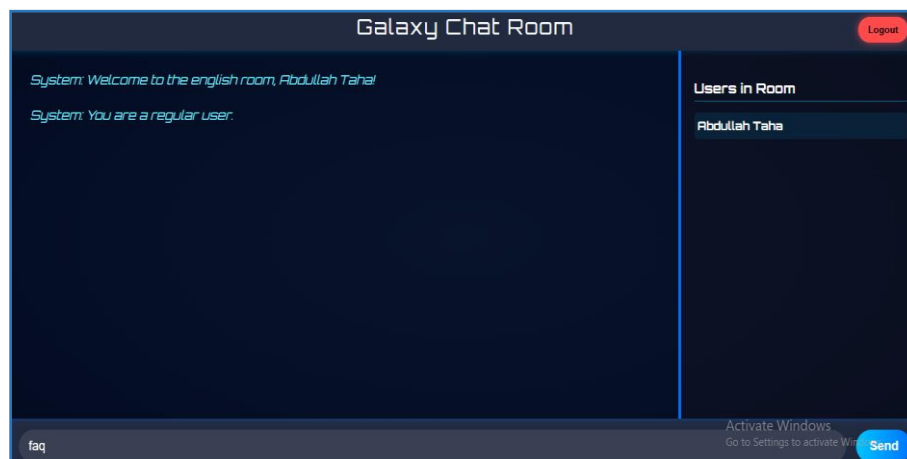 Galaxy Chat Room
Logout
System: Welcome to the english room, Abdullah Taha!
System: You are a regular user.
Users in Room
Abdullah Taha
Activate Windows
Go to Settings to activate
faq
Send